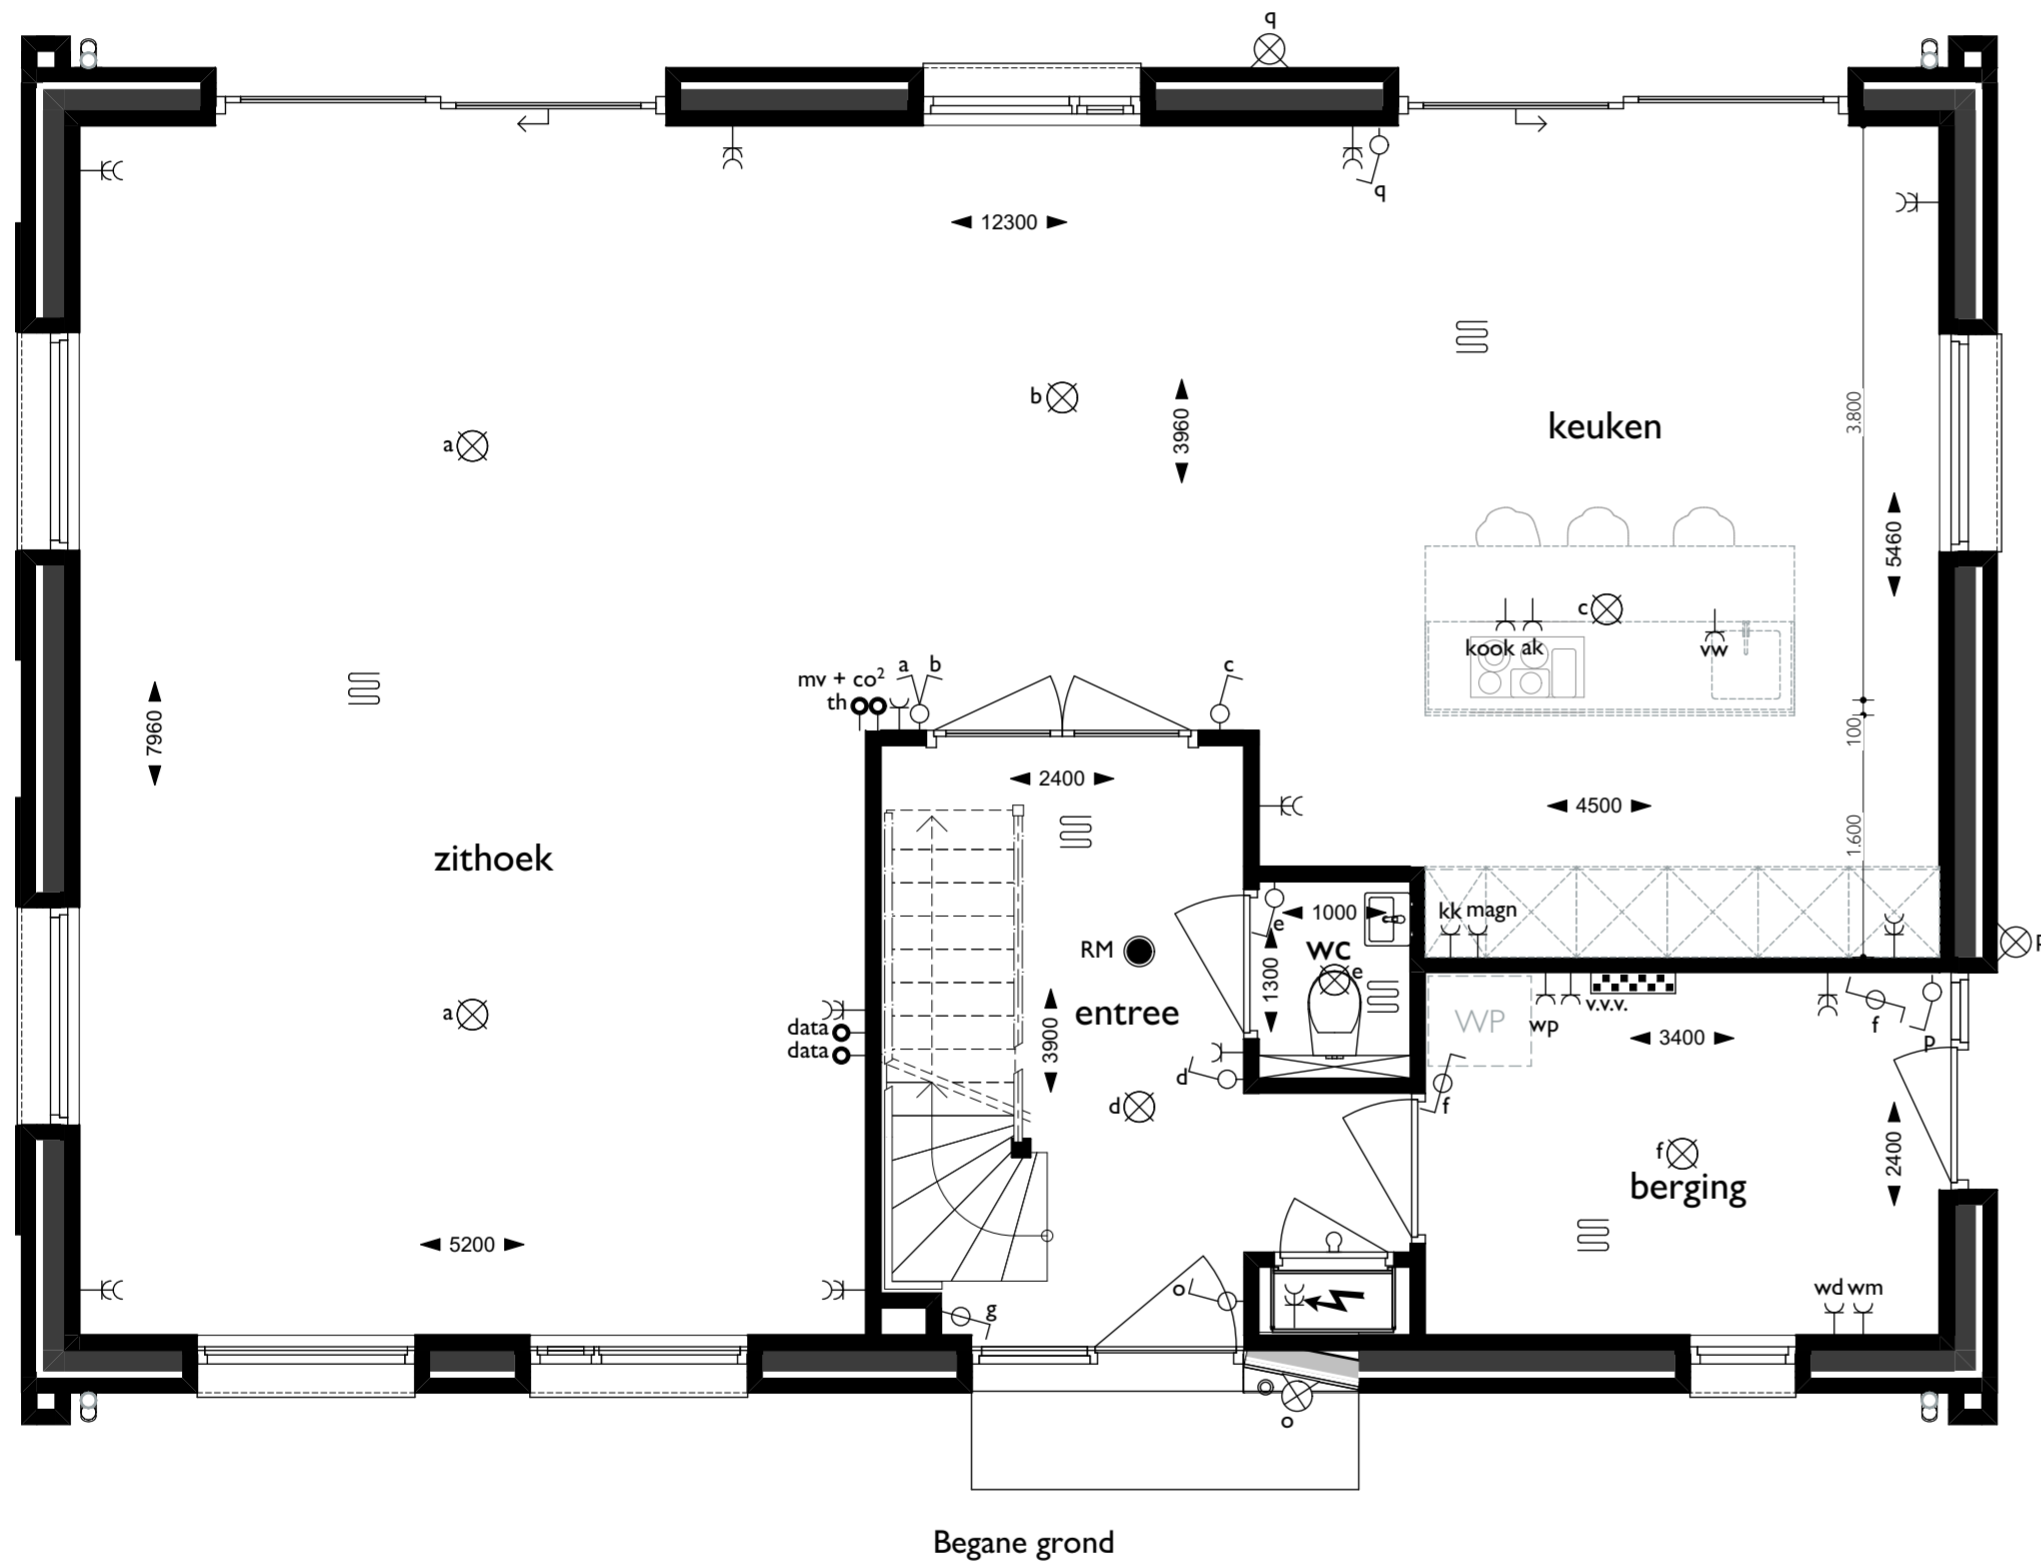 q
q
12300
b
a
3960
keuken
3.800
5460
c
kook ak
vw
mv + co²
th
a b
c
7960
100
2400
4500
1.600
zithoek
kk magn
1000
e
wc
e
RM
1300
entree
3900
a
data
data
WP
wp
v.v.v.
3400
f
p
p
d
d
f
f
berging
2400
5200
g
o
wd wm
o
Begane grond